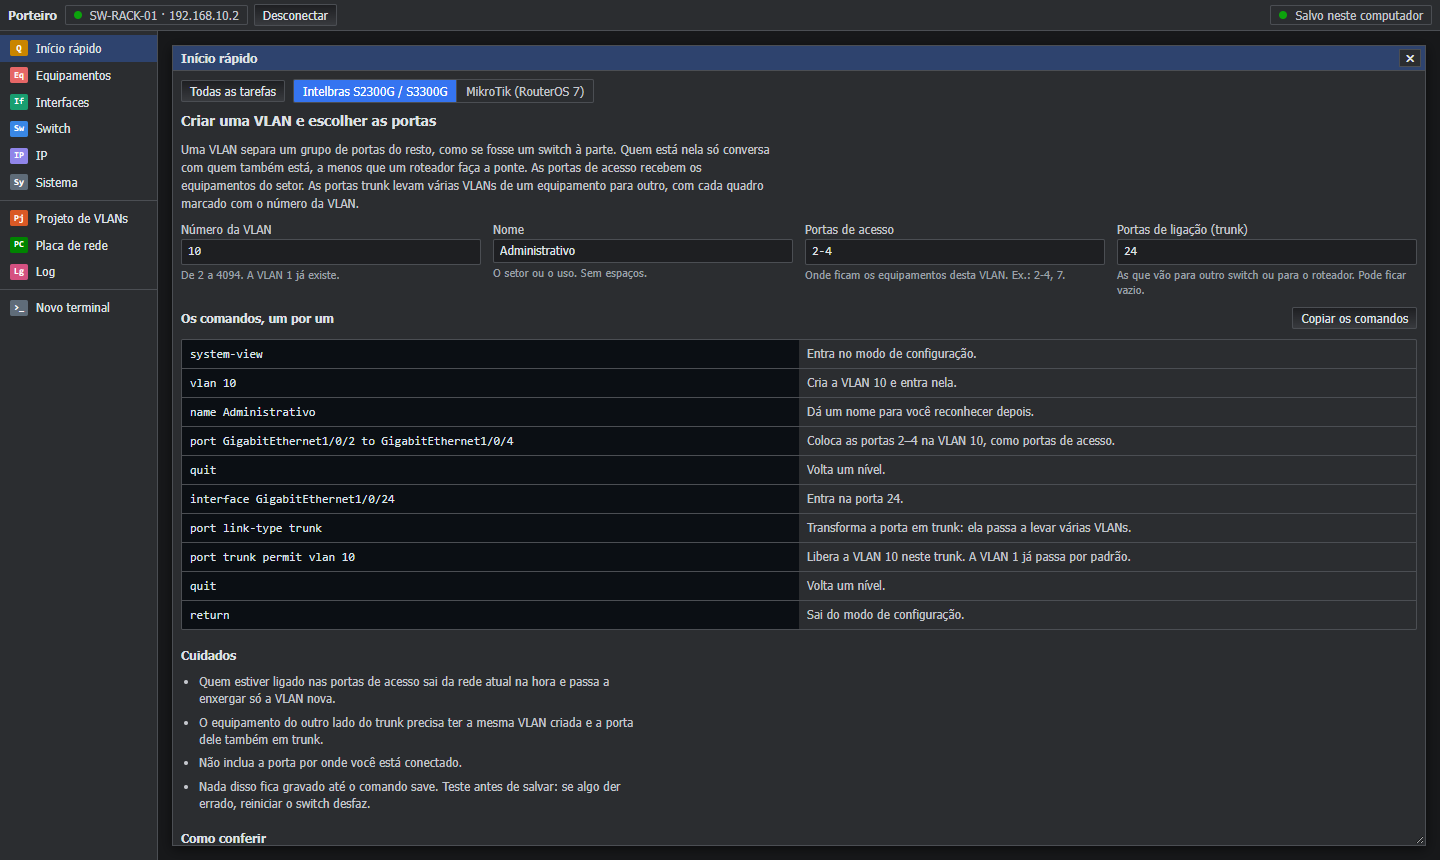 Porteiro
SW-RACK-01 · 192.168.10.2
Desconectar
Salvo neste computador
Q Início rápido
Eq Equipamentos
If Interfaces
Sw Switch
IP IP
Sy Sistema
Pj Projeto de VLANs
PC Placa de rede
Lg Log
>_ Novo terminal
Início rápido
Todas as tarefas
Intelbras S2300G / S3300G
MikroTik (RouterOS 7)
Criar uma VLAN e escolher as portas
Uma VLAN separa um grupo de portas do resto, como se fosse um switch à parte. Quem está nela só conversa
com quem também está, a menos que um roteador faça a ponte. As portas de acesso recebem os
equipamentos do setor. As portas trunk levam várias VLANs de um equipamento para outro, com cada quadro
marcado com o número da VLAN.
Número da VLAN
10
De 2 a 4094. A VLAN 1 já existe.
Nome
Administrativo
O setor ou o uso. Sem espaços.
Portas de acesso
2-4
Onde ficam os equipamentos desta VLAN. Ex.: 2-4, 7.
Portas de ligação (trunk)
24
As que vão para outro switch ou para o roteador. Pode ficar
vazio.
Os comandos, um por um
Copiar os comandos
system-view Entra no modo de configuração.
vlan 10 Cria a VLAN 10 e entra nela.
name Administrativo Dá um nome para você reconhecer depois.
port GigabitEthernet1/0/2 to GigabitEthernet1/0/4 Coloca as portas 2–4 na VLAN 10, como portas de acesso.
quit Volta um nível.
interface GigabitEthernet1/0/24 Entra na porta 24.
port link-type trunk Transforma a porta em trunk: ela passa a levar várias VLANs.
port trunk permit vlan 10 Libera a VLAN 10 neste trunk. A VLAN 1 já passa por padrão.
quit Volta um nível.
return Sai do modo de configuração.
Cuidados
• Quem estiver ligado nas portas de acesso sai da rede atual na hora e passa a
enxergar só a VLAN nova.
• O equipamento do outro lado do trunk precisa ter a mesma VLAN criada e a porta
dele também em trunk.
• Não inclua a porta por onde você está conectado.
• Nada disso fica gravado até o comando save. Teste antes de salvar: se algo der
errado, reiniciar o switch desfaz.
Como conferir